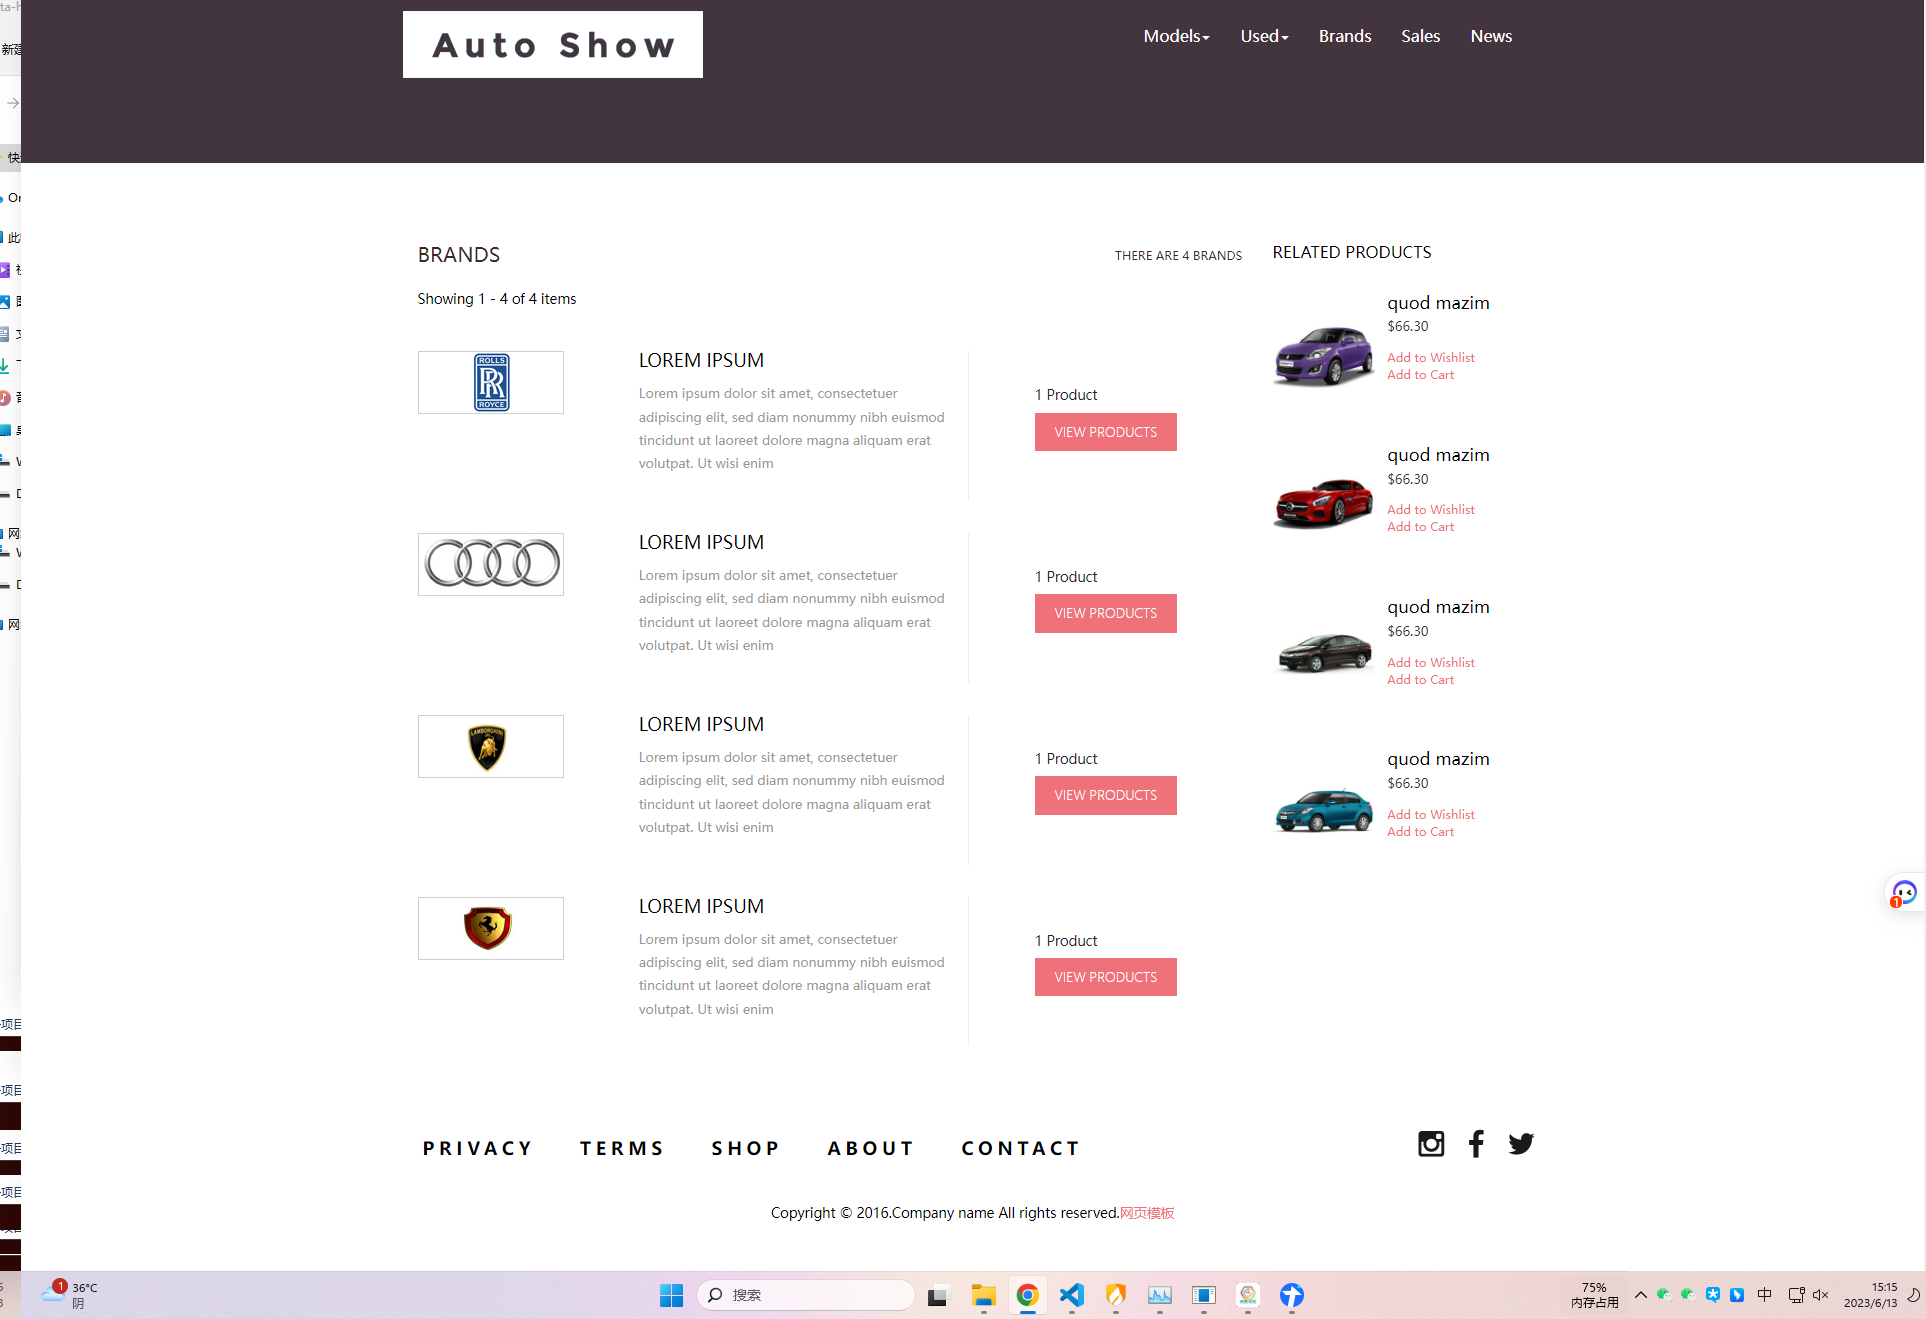 Auto Show
Models
Used
Brands
Sales
News
BRANDS
THERE ARE 4 BRANDS
Showing 1 - 4 of 4 items
ROLLS
RR
ROYCE
LOREM IPSUM
Lorem ipsum dolor sit amet, consectetuer
adipiscing elit, sed diam nonummy nibh euismod
tincidunt ut laoreet dolore magna aliquam erat
volutpat. Ut wisi enim
1 Product
VIEW PRODUCTS
LOREM IPSUM
Lorem ipsum dolor sit amet, consectetuer
adipiscing elit, sed diam nonummy nibh euismod
tincidunt ut laoreet dolore magna aliquam erat
volutpat. Ut wisi enim
1 Product
VIEW PRODUCTS
LAMBORGHINI
LOREM IPSUM
Lorem ipsum dolor sit amet, consectetuer
adipiscing elit, sed diam nonummy nibh euismod
tincidunt ut laoreet dolore magna aliquam erat
volutpat. Ut wisi enim
1 Product
VIEW PRODUCTS
LOREM IPSUM
Lorem ipsum dolor sit amet, consectetuer
adipiscing elit, sed diam nonummy nibh euismod
tincidunt ut laoreet dolore magna aliquam erat
volutpat. Ut wisi enim
1 Product
VIEW PRODUCTS
RELATED PRODUCTS
quod mazim
$66.30
Add to Wishlist
Add to Cart
quod mazim
$66.30
Add to Wishlist
Add to Cart
quod mazim
$66.30
Add to Wishlist
Add to Cart
quod mazim
$66.30
Add to Wishlist
Add to Cart
1
PRIVACY
TERMS
SHOP
ABOUT
CONTACT
Copyright © 2016.Company name All rights reserved.网页模板
1
36°C
阴
搜索
75%
内存占用
中
15:15
2023/6/13